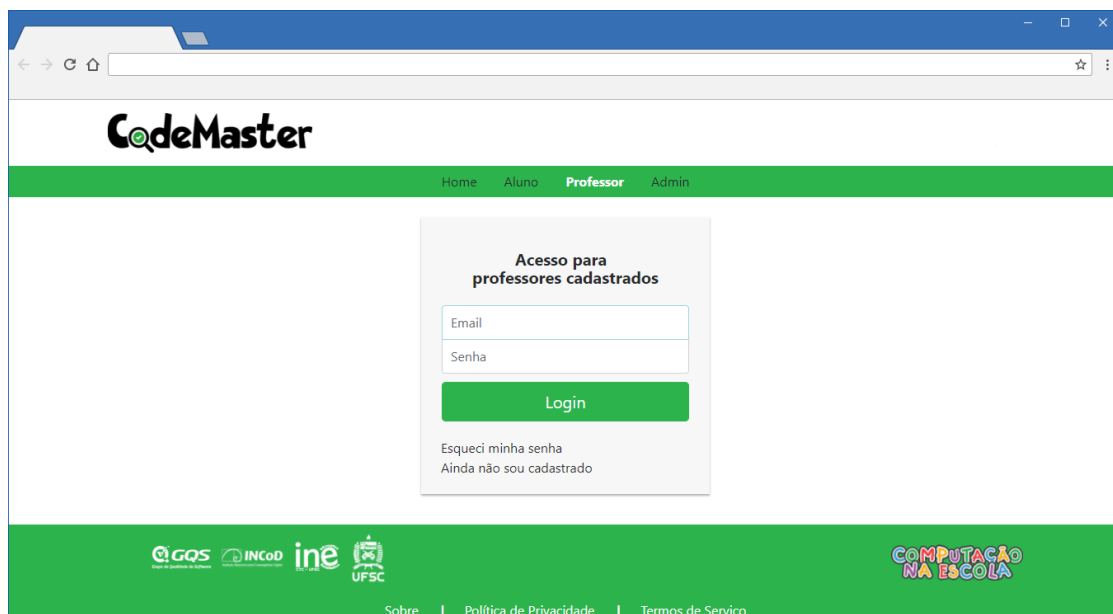 CodeMaster
Home Aluno Professor Admin
Acesso para
professores cadastrados
Email
Senha
Login
Esqueci minha senha
Ainda não sou cadastrado
GQS INCoD ine UFSC
COMPUTAÇÃO
NA ESCOLA
Sobre | Política de Privacidade | Termos de Serviço